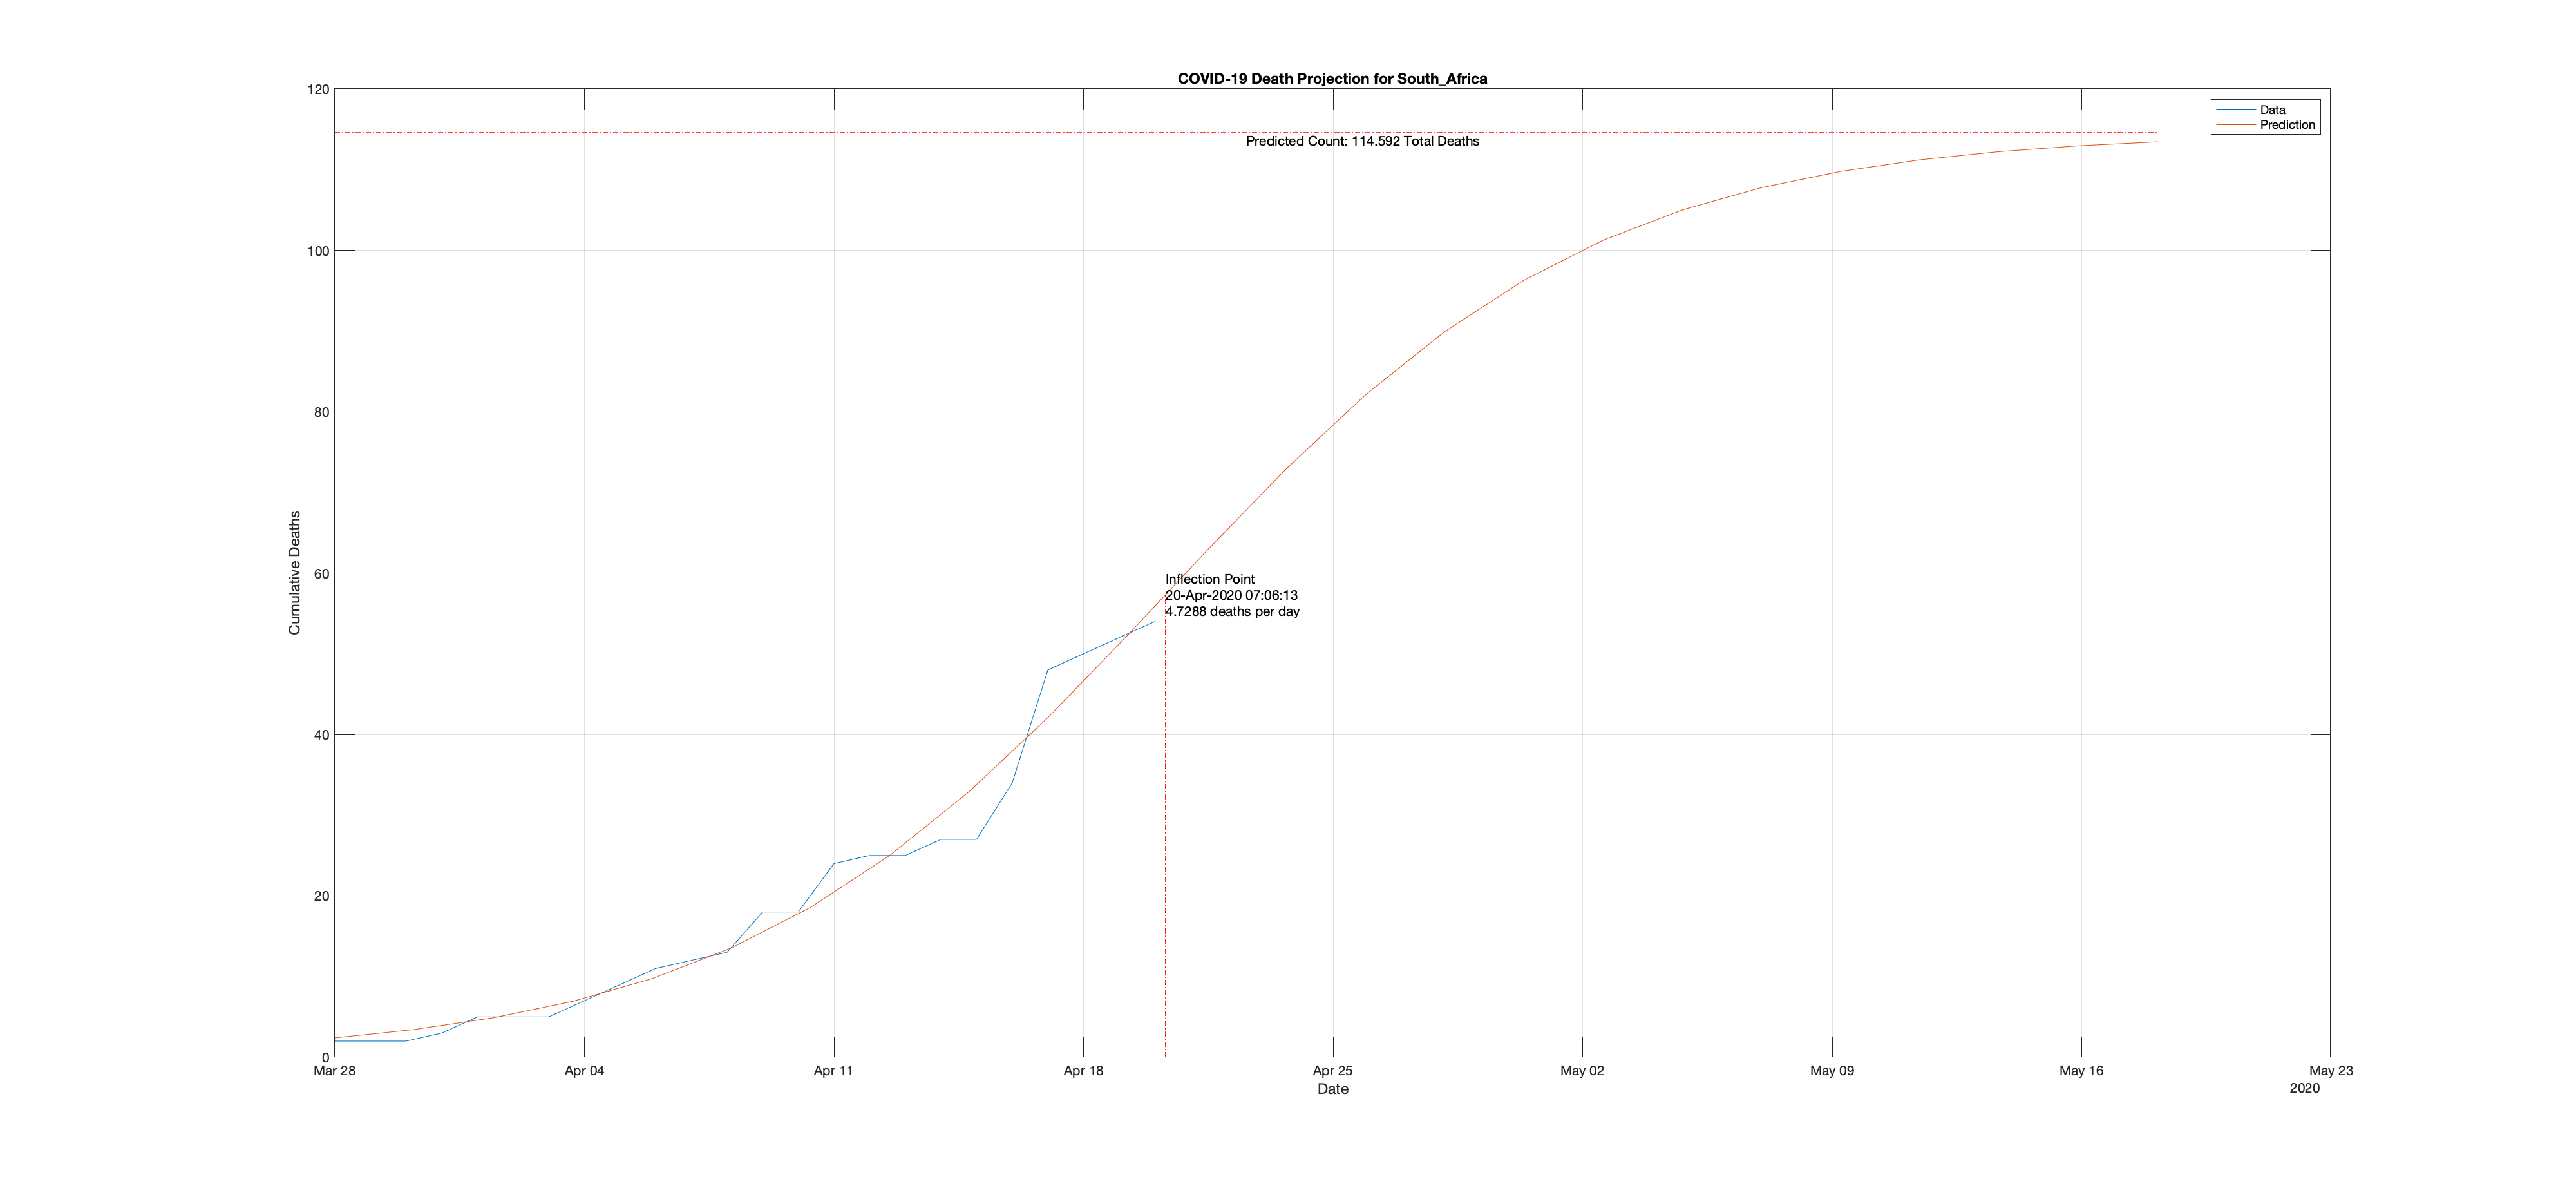 COVID-19 Death Projection for South_Africa
120
100
80
60
40
20
0
Cumulative Deaths
Data
Prediction
Predicted Count: 114.592 Total Deaths
Inflection Point
20-Apr-2020 07:06:13
4.7288 deaths per day
Mar 28 Apr 04 Apr 11 Apr 18 Apr 25 May 02 May 09 May 16 May 23
Date
2020